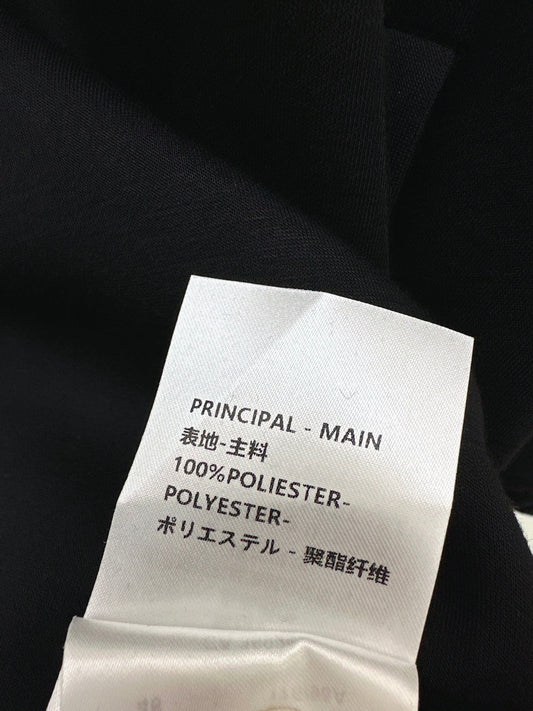 PRINCIPAL - MAIN
表地-主料
100%POLIESTER-
POLYESTER-
ポリエステル - 聚酯纤维